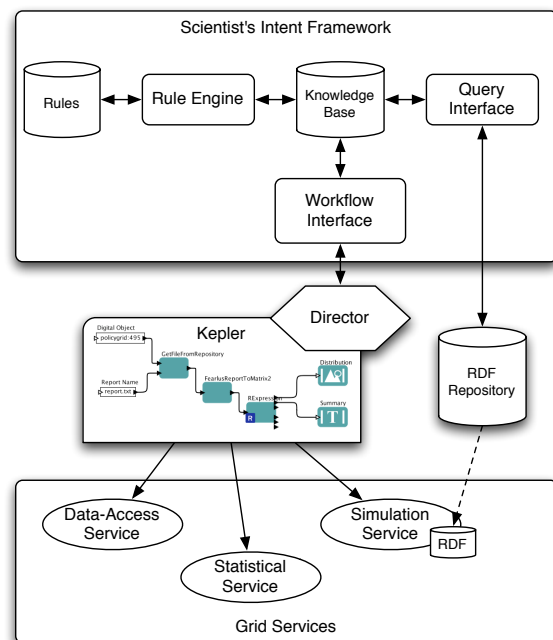 Scientist's Intent Framework
Rules
Rule Engine
Knowledge
Base
Query
Interface
Workflow
Interface
Director
Kepler
Digital Object
policygrid:495
GetFileFromRepository
Report Name
report.txt
FearlusReportToMatrix2
RExpression
R
Distribution
Summary
T
RDF
Repository
Data-Access
Service
Statistical
Service
Simulation
Service
RDF
Grid Services